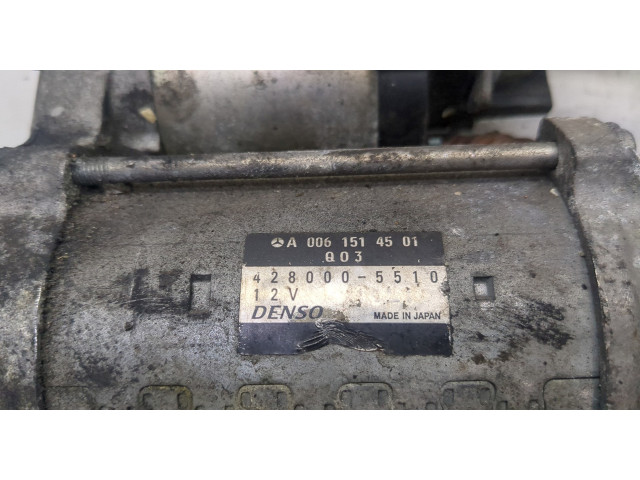 A 006 151 45 01
Q03
428000-5510
12V
DENSO MADE IN JAPAN